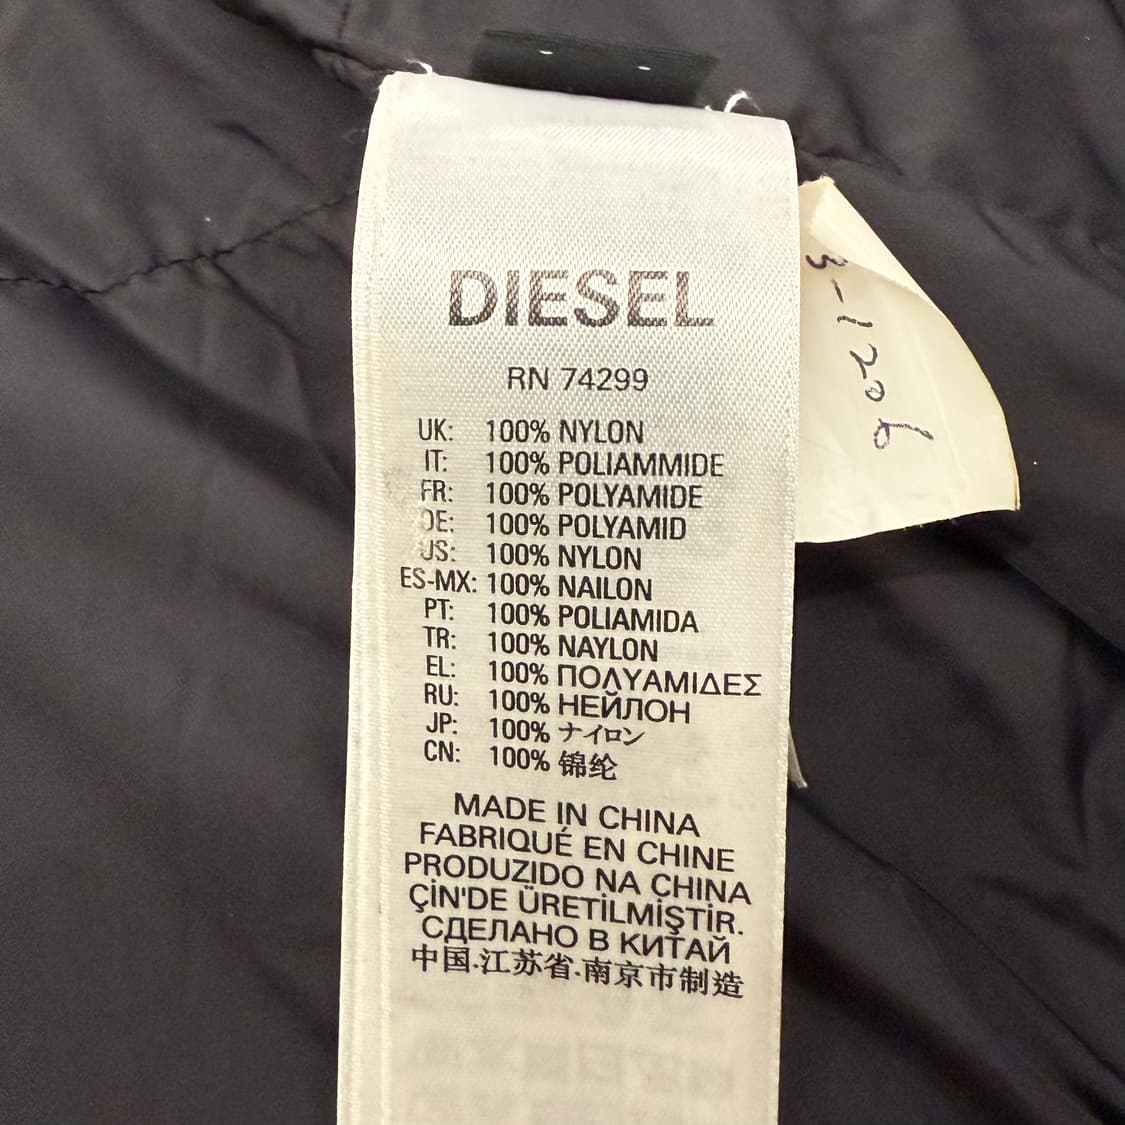 DIESEL
RN 74299
UK: 100% NYLON
IT: 100% POLIAMMIDE
FR: 100% POLYAMIDE
DE: 100% POLYAMID
US: 100% NYLON
ES-MX: 100% NAILON
PT: 100% POLIAMIDA
TR: 100% NAYLON
EL: 100% ΠΟΛΥΑΜΙΔΕΣ
RU: 100% НЕЙЛОН
JP: 100% ナイロン
CN: 100% 锦纶
MADE IN CHINA
FABRIQUÉ EN CHINE
PRODUZIDO NA CHINA
ÇİN'DE ÜRETİLMİŞTİR.
СДЕЛАНО В КИТАЙ
中国.江苏省.南京市制造